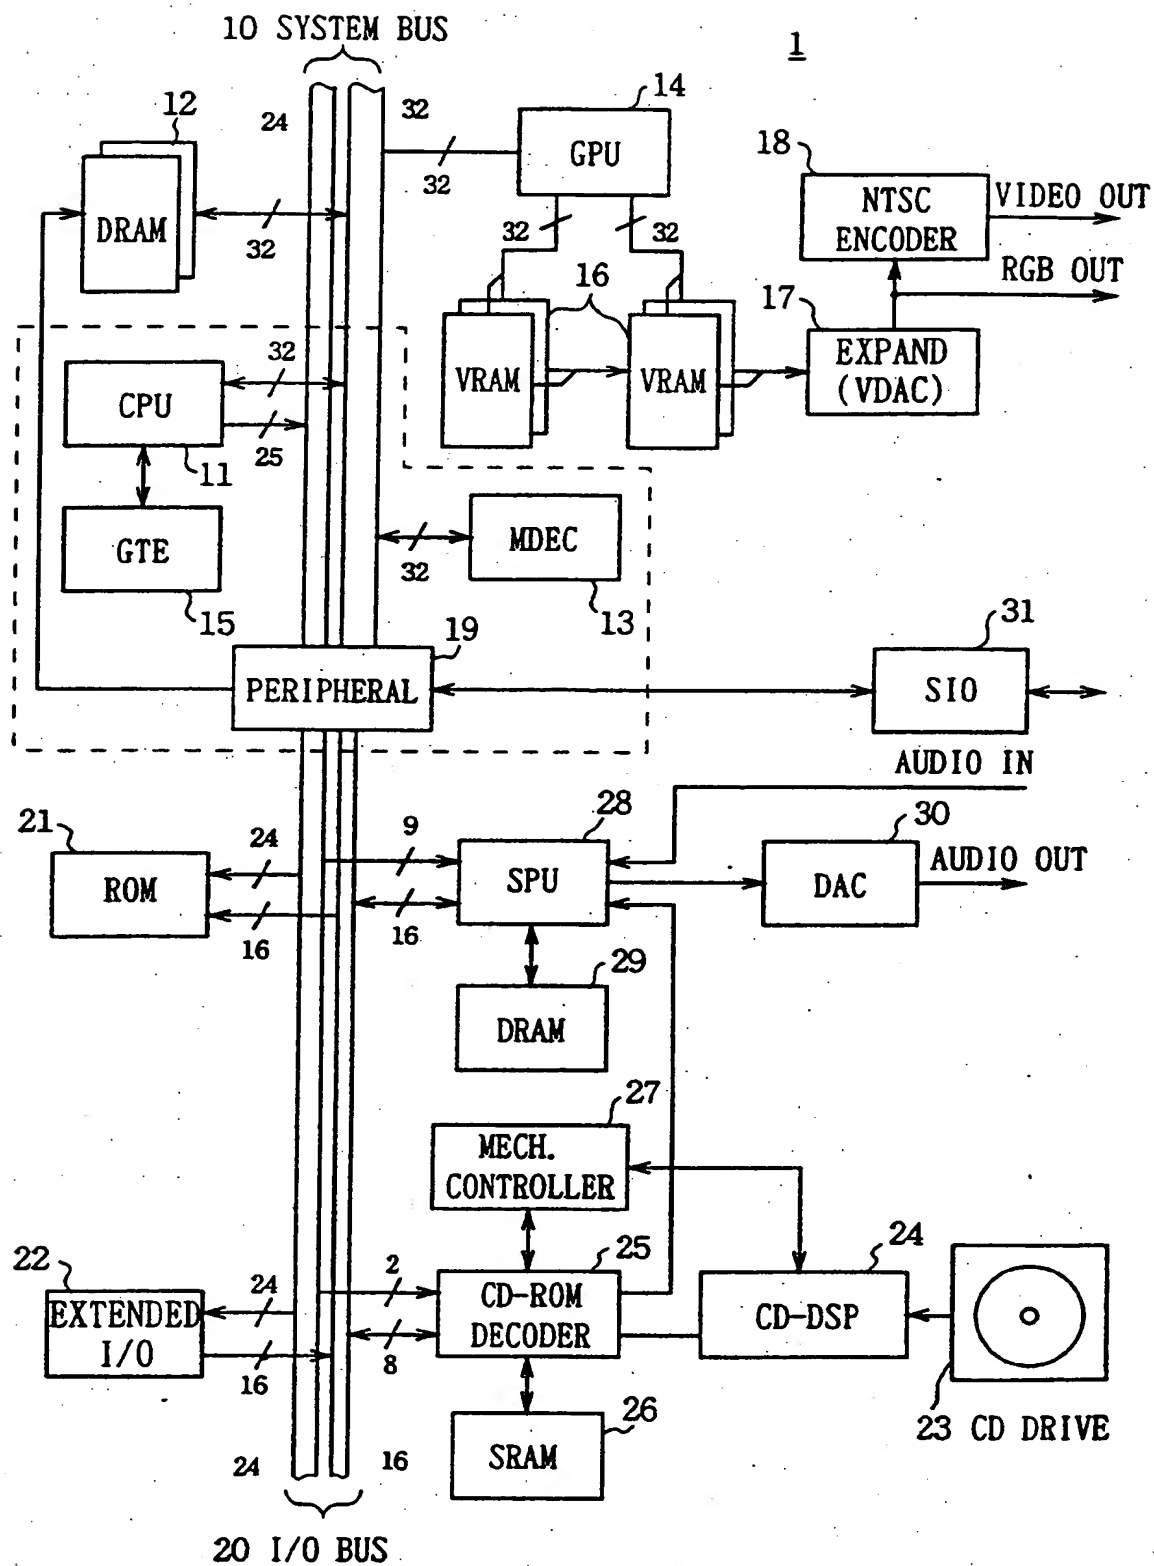 10 SYSTEM BUS
1
12
24
32
14
GPU
32
18
NTSC
ENCODER
VIDEO OUT
DRAM
32
32
32
RGB OUT
16
17
VRAM
VRAM
EXPAND
(VDAC)
32
CPU
25
11
GTE
15
MDEC
32
13
19
PERIPHERAL
31
SIO
AUDIO IN
21
ROM
24
16
9
16
28
SPU
30
DAC
AUDIO OUT
29
DRAM
27
MECH.
CONTROLLER
22
EXTENDED
I/O
24
16
2
8
25
CD-ROM
DECODER
24
CD-DSP
26
SRAM
23 CD DRIVE
24
16
20 I/O BUS